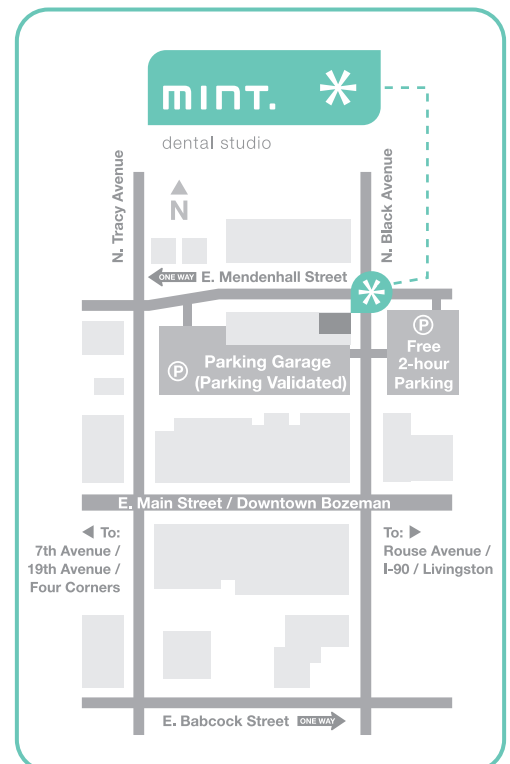 mint.
dental studio
N. Tracy Avenue
N
N. Black Avenue
ONE WAY E. Mendenhall Street
P
Parking Garage
(Parking Validated)
P
Free
2-hour
Parking
E. Main Street / Downtown Bozeman
To:
7th Avenue /
19th Avenue /
Four Corners
To:
Rouse Avenue /
I-90 / Livingston
E. Babcock Street ONE WAY